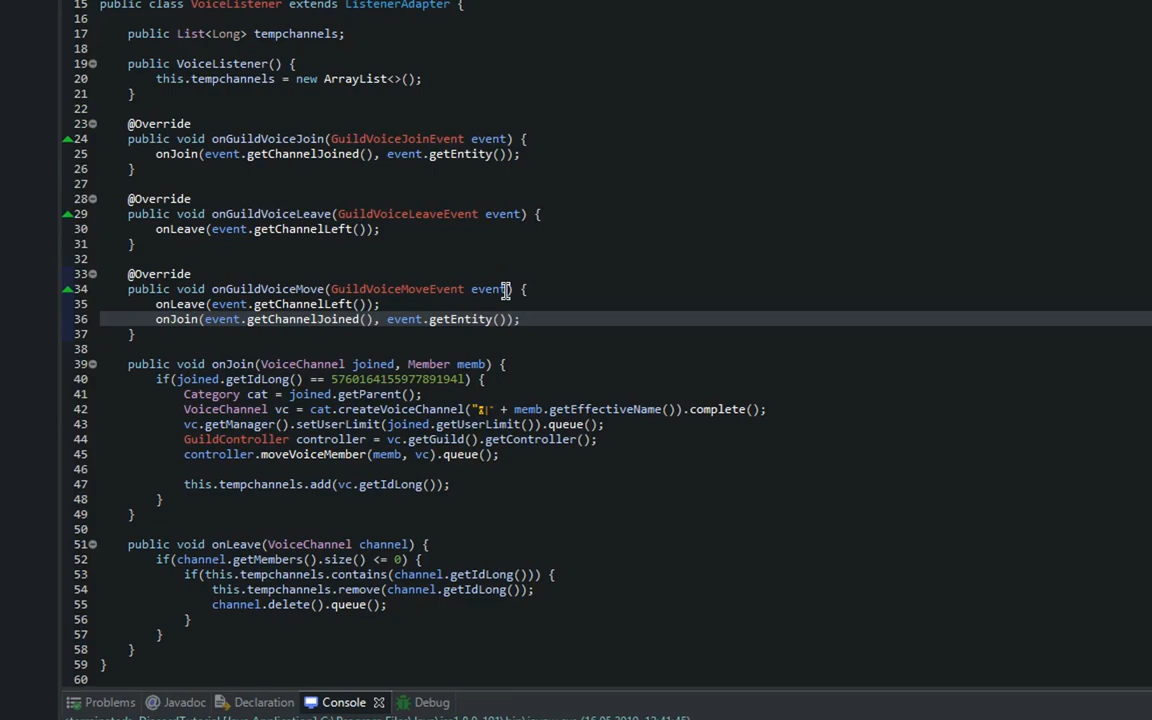 15 public class VoiceListener extends ListenerAdapter {
16
17 public List<Long> tempchannels;
18
19 public VoiceListener() {
20 this.tempchannels = new ArrayList<>();
21 }
22
23 @Override
24 public void onGuildVoiceJoin(GuildVoiceJoinEvent event) {
25 onJoin(event.getChannelJoined(), event.getEntity());
26 }
27
28 @Override
29 public void onGuildVoiceLeave(GuildVoiceLeaveEvent event) {
30 onLeave(event.getChannelLeft());
31 }
32
33 @Override
34 public void onGuildVoiceMove(GuildVoiceMoveEvent event) {
35 onLeave(event.getChannelLeft());
36 onJoin(event.getChannelJoined(), event.getEntity());
37 }
38
39 public void onJoin(VoiceChannel joined, Member memb) {
40 if(joined.getIdLong() == 576016415597789194l) {
41 Category cat = joined.getParent();
42 VoiceChannel vc = cat.createVoiceChannel("⏳|" + memb.getEffectiveName()).complete();
43 vc.getManager().setUserLimit(joined.getUserLimit()).queue();
44 GuildController controller = vc.getGuild().getController();
45 controller.moveVoiceMember(memb, vc).queue();
46
47 this.tempchannels.add(vc.getIdLong());
48 }
49 }
50
51 public void onLeave(VoiceChannel channel) {
52 if(channel.getMembers().size() <= 0) {
53 if(this.tempchannels.contains(channel.getIdLong())) {
54 this.tempchannels.remove(channel.getIdLong());
55 channel.delete().queue();
56 }
57 }
58 }
59 }
60
Problems @ Javadoc Declaration Console Debug